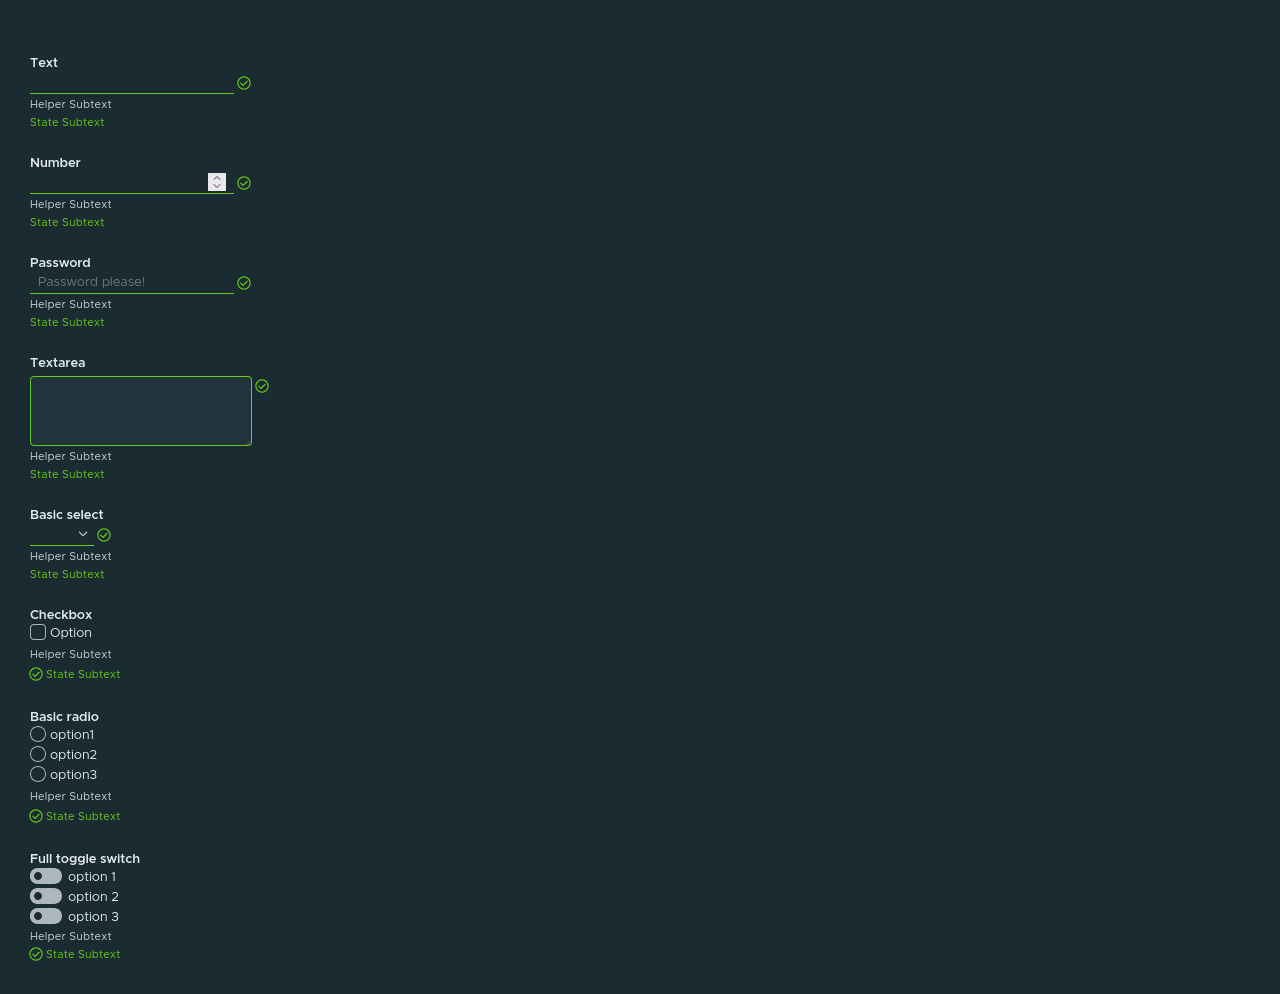 Text
Helper Subtext
State Subtext
Number
Helper Subtext
State Subtext
Password
Password please!
Helper Subtext
State Subtext
Textarea
Helper Subtext
State Subtext
Basic select
Helper Subtext
State Subtext
Checkbox
Option
Helper Subtext
State Subtext
Basic radio
option1
option2
option3
Helper Subtext
State Subtext
Full toggle switch
option 1
option 2
option 3
Helper Subtext
State Subtext